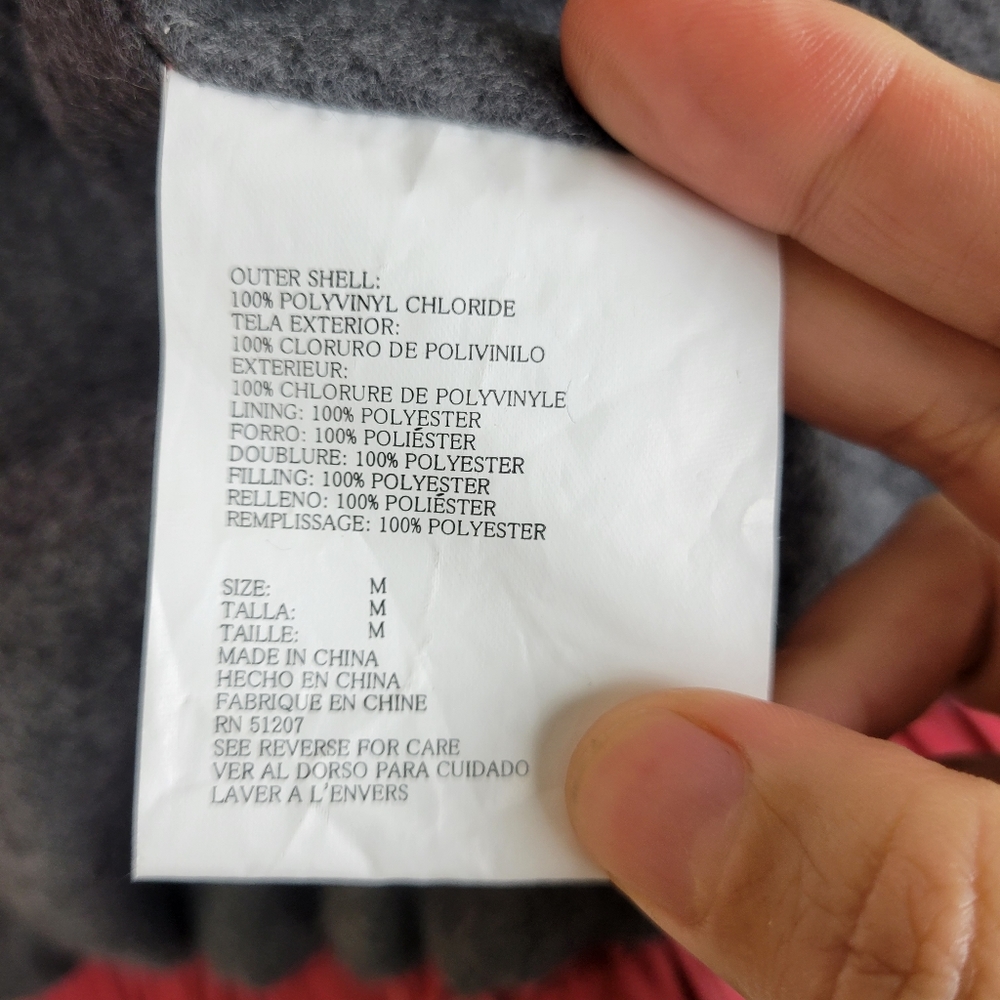 OUTER SHELL:
100% POLYVINYL CHLORIDE
TELA EXTERIOR:
100% CLORURO DE POLIVINILO
EXTERIEUR:
100% CHLORURE DE POLYVINYLE
LINING: 100% POLYESTER
FORRO: 100% POLIÉSTER
DOUBLURE: 100% POLYESTER
FILLING: 100% POLYESTER
RELLENO: 100% POLIÉSTER
REMPLISSAGE: 100% POLYESTER
SIZE: M
TALLA: M
TAILLE: M
MADE IN CHINA
HECHO EN CHINA
FABRIQUE EN CHINE
RN 51207
SEE REVERSE FOR CARE
VER AL DORSO PARA CUIDADO
LAVER A L'ENVERS